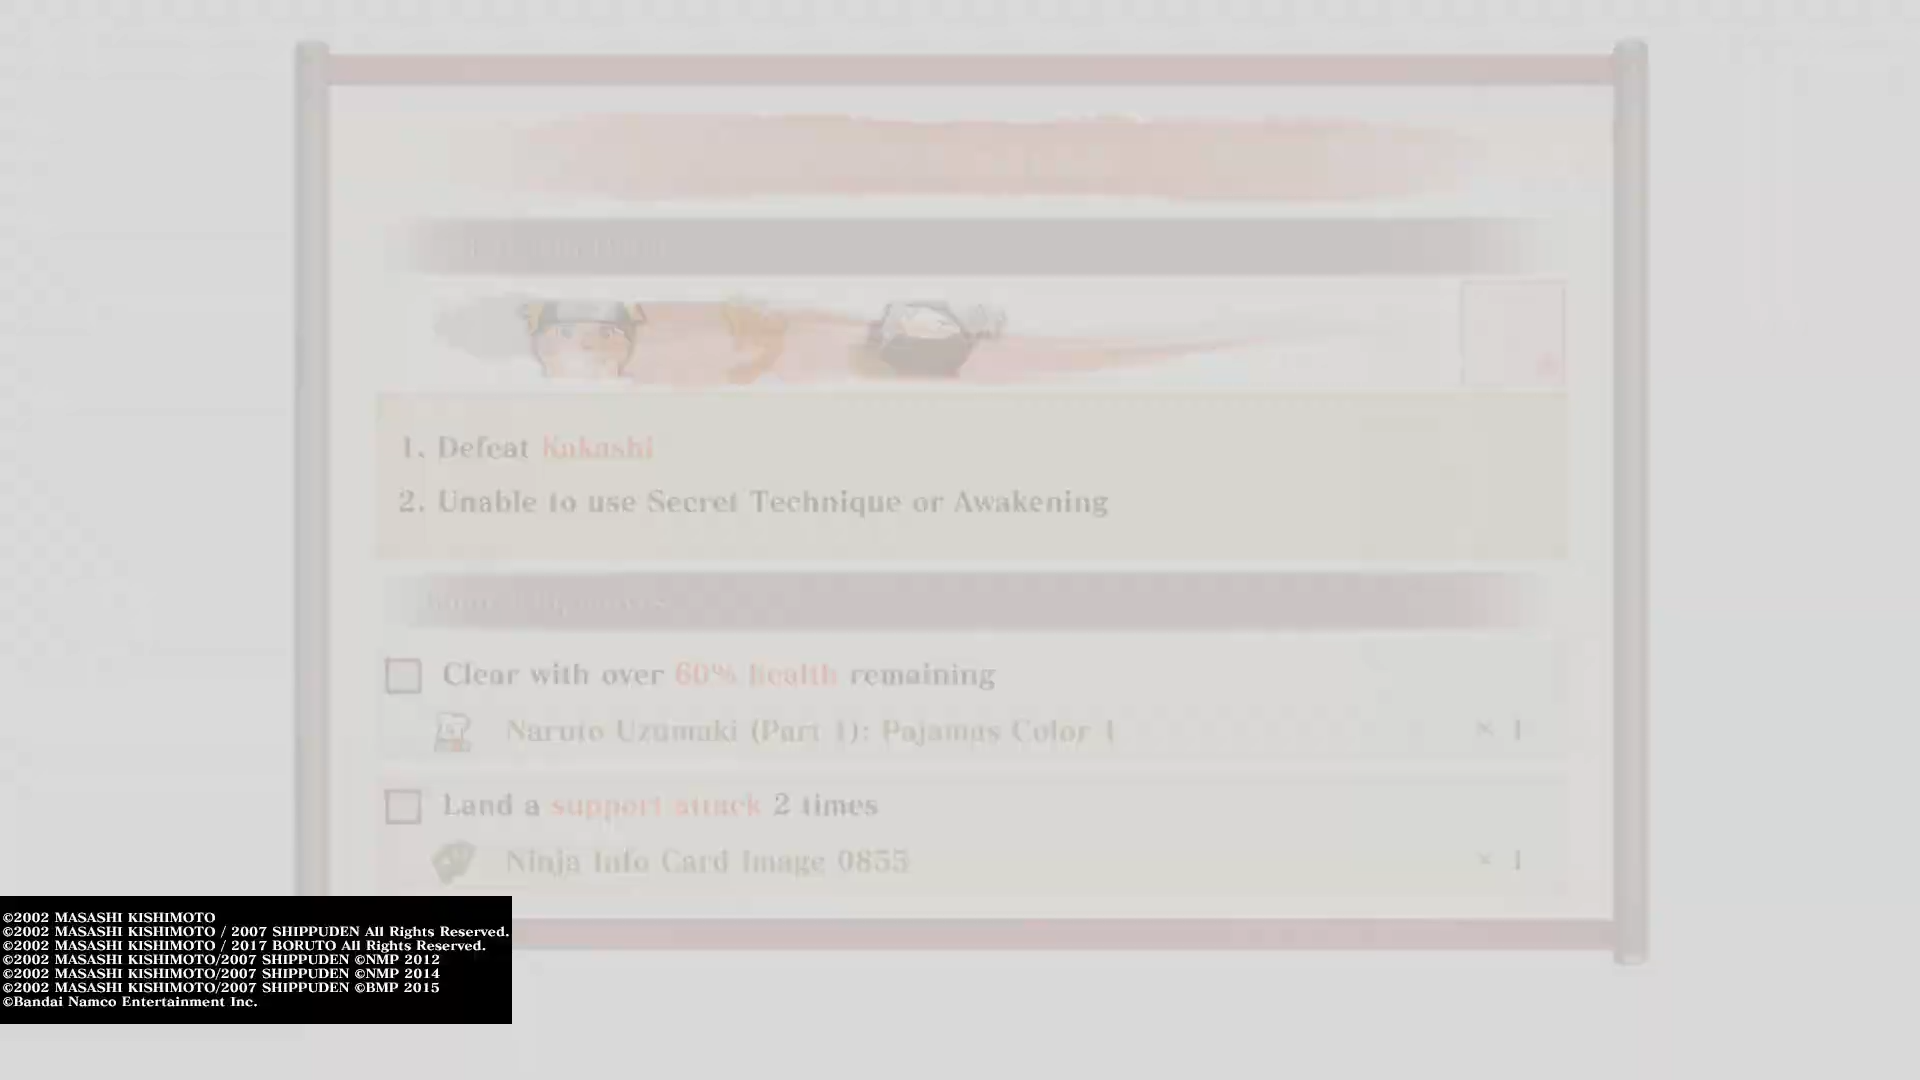 1. Defeat Kakashi
2. Unable to use Secret Technique or Awakening
Clear with over 60% health remaining
Naruto Uzumaki (Part 1): Pajamas Color 1 × 1
Land a support attack 2 times
Ninja Info Card Image 0855 × 1
©2002 MASASHI KISHIMOTO
©2002 MASASHI KISHIMOTO / 2007 SHIPPUDEN All Rights Reserved.
©2002 MASASHI KISHIMOTO / 2017 BORUTO All Rights Reserved.
©2002 MASASHI KISHIMOTO/2007 SHIPPUDEN ©NMP 2012
©2002 MASASHI KISHIMOTO/2007 SHIPPUDEN ©NMP 2014
©2002 MASASHI KISHIMOTO/2007 SHIPPUDEN ©BMP 2015
©Bandai Namco Entertainment Inc.